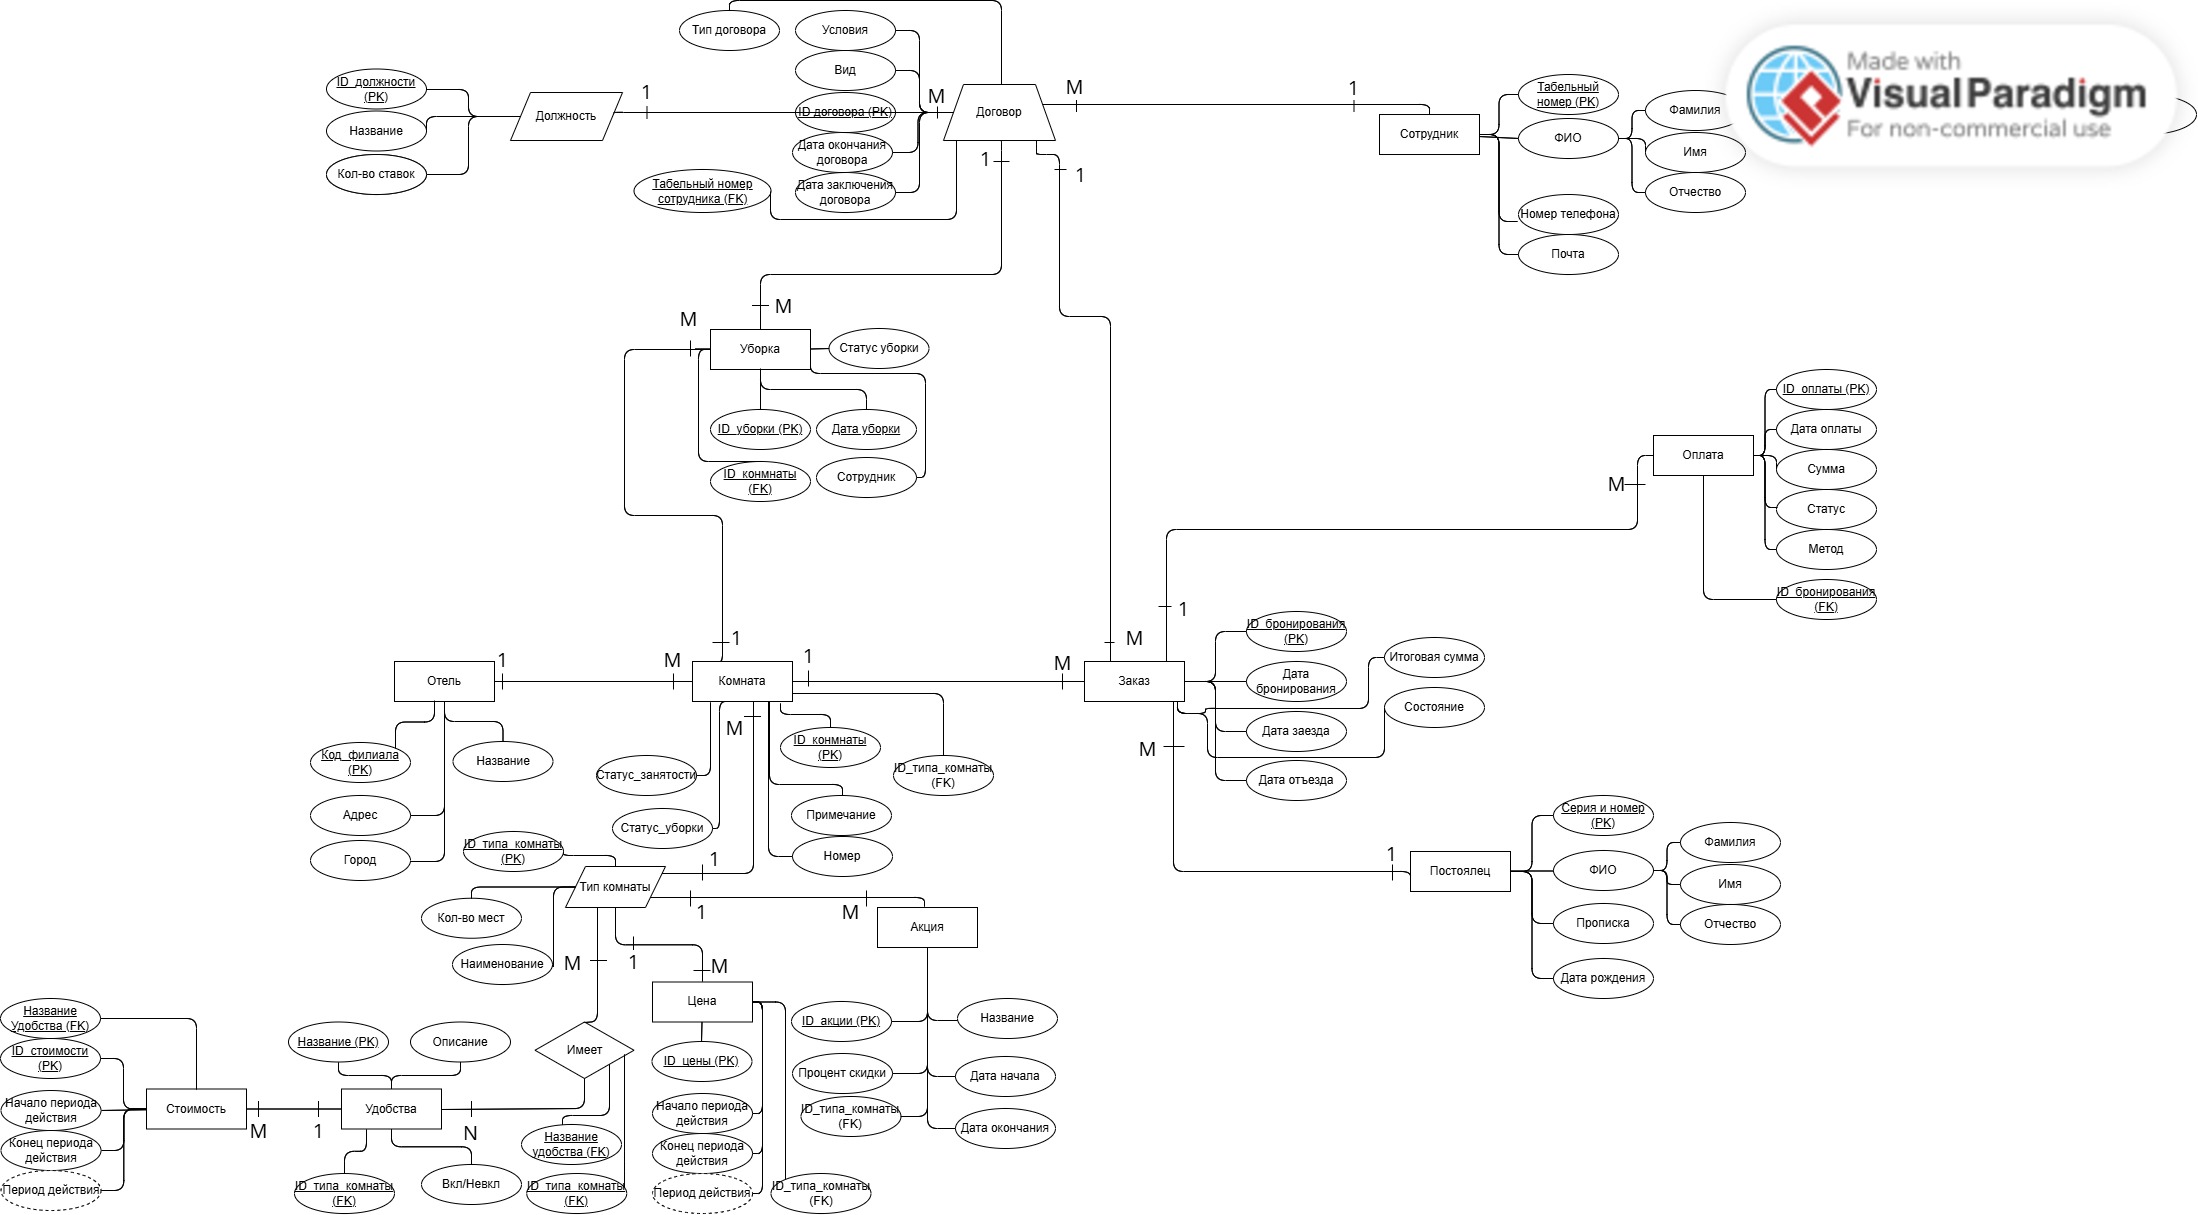 Тип договора
Условия
Вид
ID договора (PK)
Дата окончания
договора
Дата заключения
договора
Табельный номер
сотрудника (FK)
ID_должности
(PK)
Название
Кол-во ставок
Должность
1
M
Договор
M
1
Сотрудник
Табельный
номер (PK)
ФИО
Фамилия
Имя
Отчество
Номер телефона
Почта
Made with
Visual Paradigm
For non-commercial use
1
1
M
M
Уборка
Статус уборки
ID_уборки (PK)
Дата уборки
ID_конмнаты
(FK)
Сотрудник
ID_оплаты (PK)
Дата оплаты
Оплата
Сумма
M
Статус
Метод
ID_бронирования
(FK)
1
1
M
Отель
1
M
Комната
1
M
Заказ
ID_бронирования
(PK)
Дата
бронирования
Дата заезда
Дата отъезда
Итоговая сумма
Состояние
M
M
Код_филиала
(PK)
Название
Адрес
Город
Статус_занятости
Статус_уборки
ID_конмнаты
(PK)
ID_типа_комнаты
(FK)
Примечание
Номер
1
Постоялец
Серия и номер
(PK)
ФИО
Прописка
Дата рождения
Фамилия
Имя
Отчество
ID_типа_комнаты
(PK)
1
Тип комнаты
Кол-во мест
Наименование
1
M
Акция
M
1
M
Цена
ID_цены (PK)
Начало периода
действия
Конец периода
действия
Период действия
ID_типа_комнаты
(FK)
ID_акции (PK)
Название
Процент скидки
Дата начала
ID_типа_комнаты
(FK)
Дата окончания
Название
Удобства (FK)
ID_стоимости
(PK)
Начало периода
действия
Конец периода
действия
Период действия
Стоимость
M
1
Название (PK)
Описание
Удобства
N
ID_типа_комнаты
(FK)
Вкл/Невкл
Имеет
Название
удобства (FK)
ID_типа_комнаты
(FK)